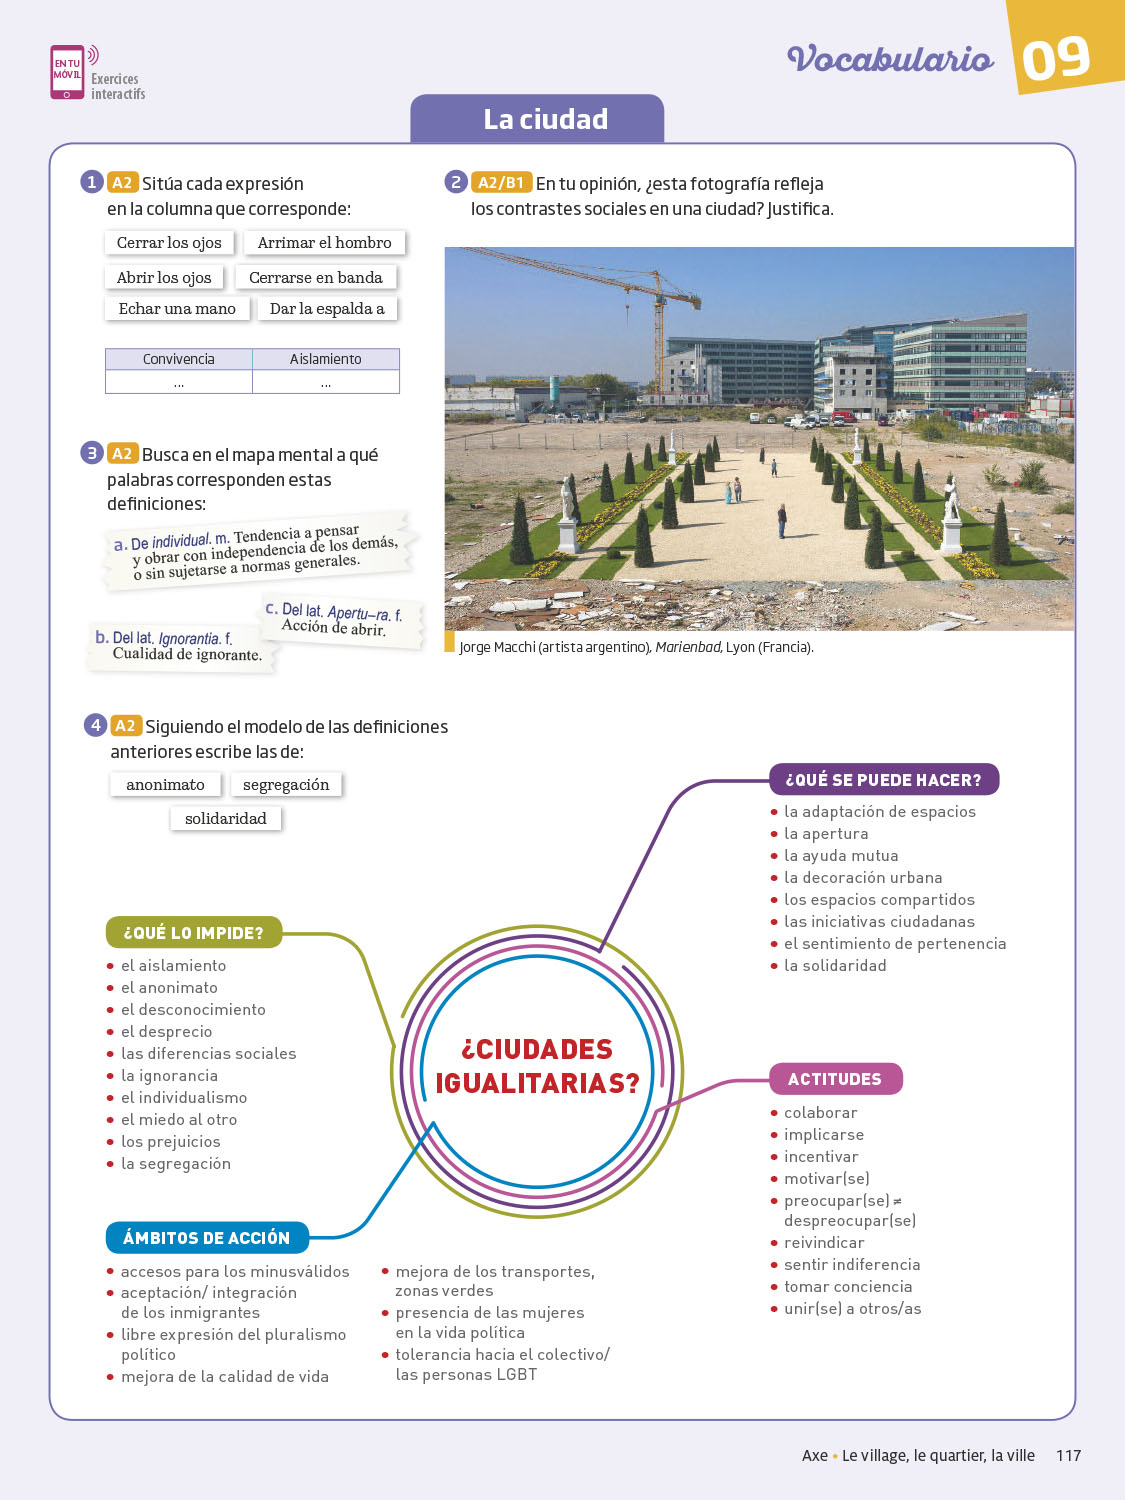 EN TU
MÓVIL
Exercices
interactifs
Vocabulario
09
La ciudad
1 A2 Sitúa cada expresión
en la columna que corresponde:
Cerrar los ojos
Arrimar el hombro
Abrir los ojos
Cerrarse en banda
Echar una mano
Dar la espalda a
Convivencia
Aislamiento
...
...
2 A2/B1 En tu opinión, ¿esta fotografía refleja
los contrastes sociales en una ciudad? Justifica.
Jorge Macchi (artista argentino), Marienbad, Lyon (Francia).
3 A2 Busca en el mapa mental a qué
palabras corresponden estas
definiciones:
a. De individual. m. Tendencia a pensar
y obrar con independencia de los demás,
o sin sujetarse a normas generales.
b. Del lat. Ignorantia. f.
Cualidad de ignorante.
c. Del lat. Apertu–ra. f.
Acción de abrir.
4 A2 Siguiendo el modelo de las definiciones
anteriores escribe las de:
anonimato
segregación
solidaridad
¿CIUDADES
IGUALITARIAS?
¿QUÉ SE PUEDE HACER?
• la adaptación de espacios
• la apertura
• la ayuda mutua
• la decoración urbana
• los espacios compartidos
• las iniciativas ciudadanas
• el sentimiento de pertenencia
• la solidaridad
¿QUÉ LO IMPIDE?
• el aislamiento
• el anonimato
• el desconocimiento
• el desprecio
• las diferencias sociales
• la ignorancia
• el individualismo
• el miedo al otro
• los prejuicios
• la segregación
ACTITUDES
• colaborar
• implicarse
• incentivar
• motivar(se)
• preocupar(se) ≠
despreocupar(se)
• reivindicar
• sentir indiferencia
• tomar conciencia
• unir(se) a otros/as
ÁMBITOS DE ACCIÓN
• accesos para los minusválidos
• aceptación/ integración
de los inmigrantes
• libre expresión del pluralismo
político
• mejora de la calidad de vida
• mejora de los transportes,
zonas verdes
• presencia de las mujeres
en la vida política
• tolerancia hacia el colectivo/
las personas LGBT
Axe • Le village, le quartier, la ville 117